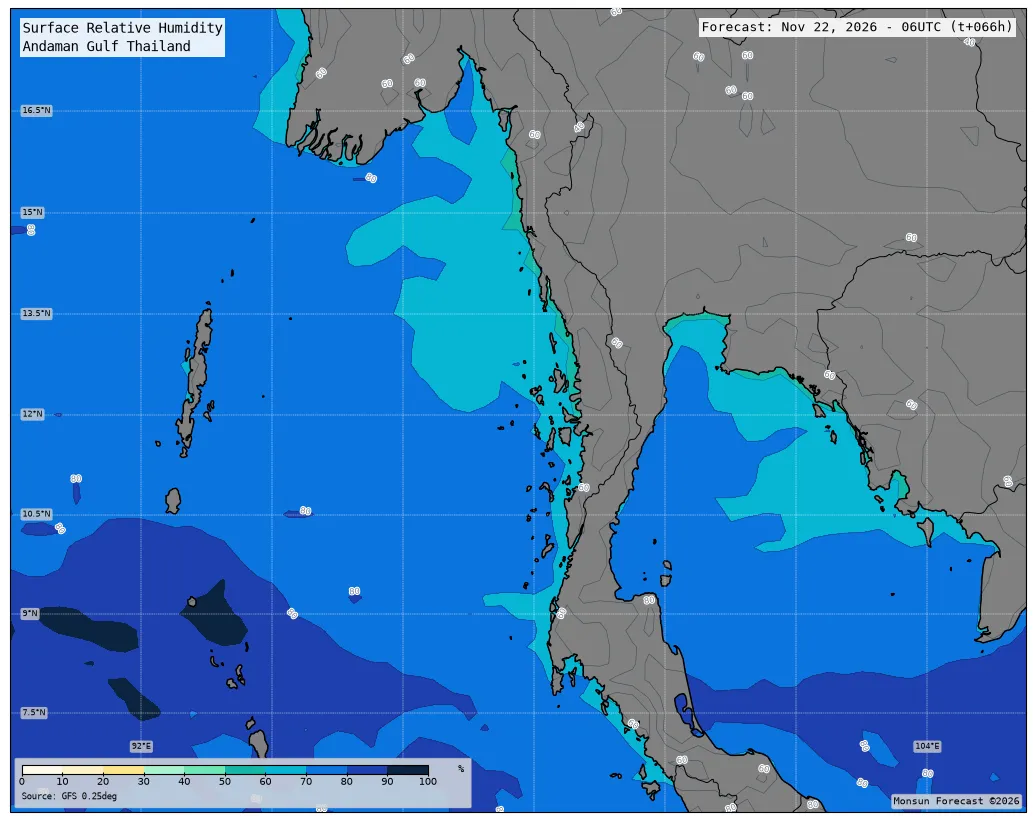 Surface Relative Humidity
Andaman Gulf Thailand
Forecast: Nov 22, 2026 - 06UTC (t+066h)
16.5°N
15°N
13.5°N
12°N
10.5°N
9°N
7.5°N
92°E
104°E
0 10 20 30 40 50 60 70 80 90 100 %
Source: GFS 0.25deg
Monsun Forecast ©2026